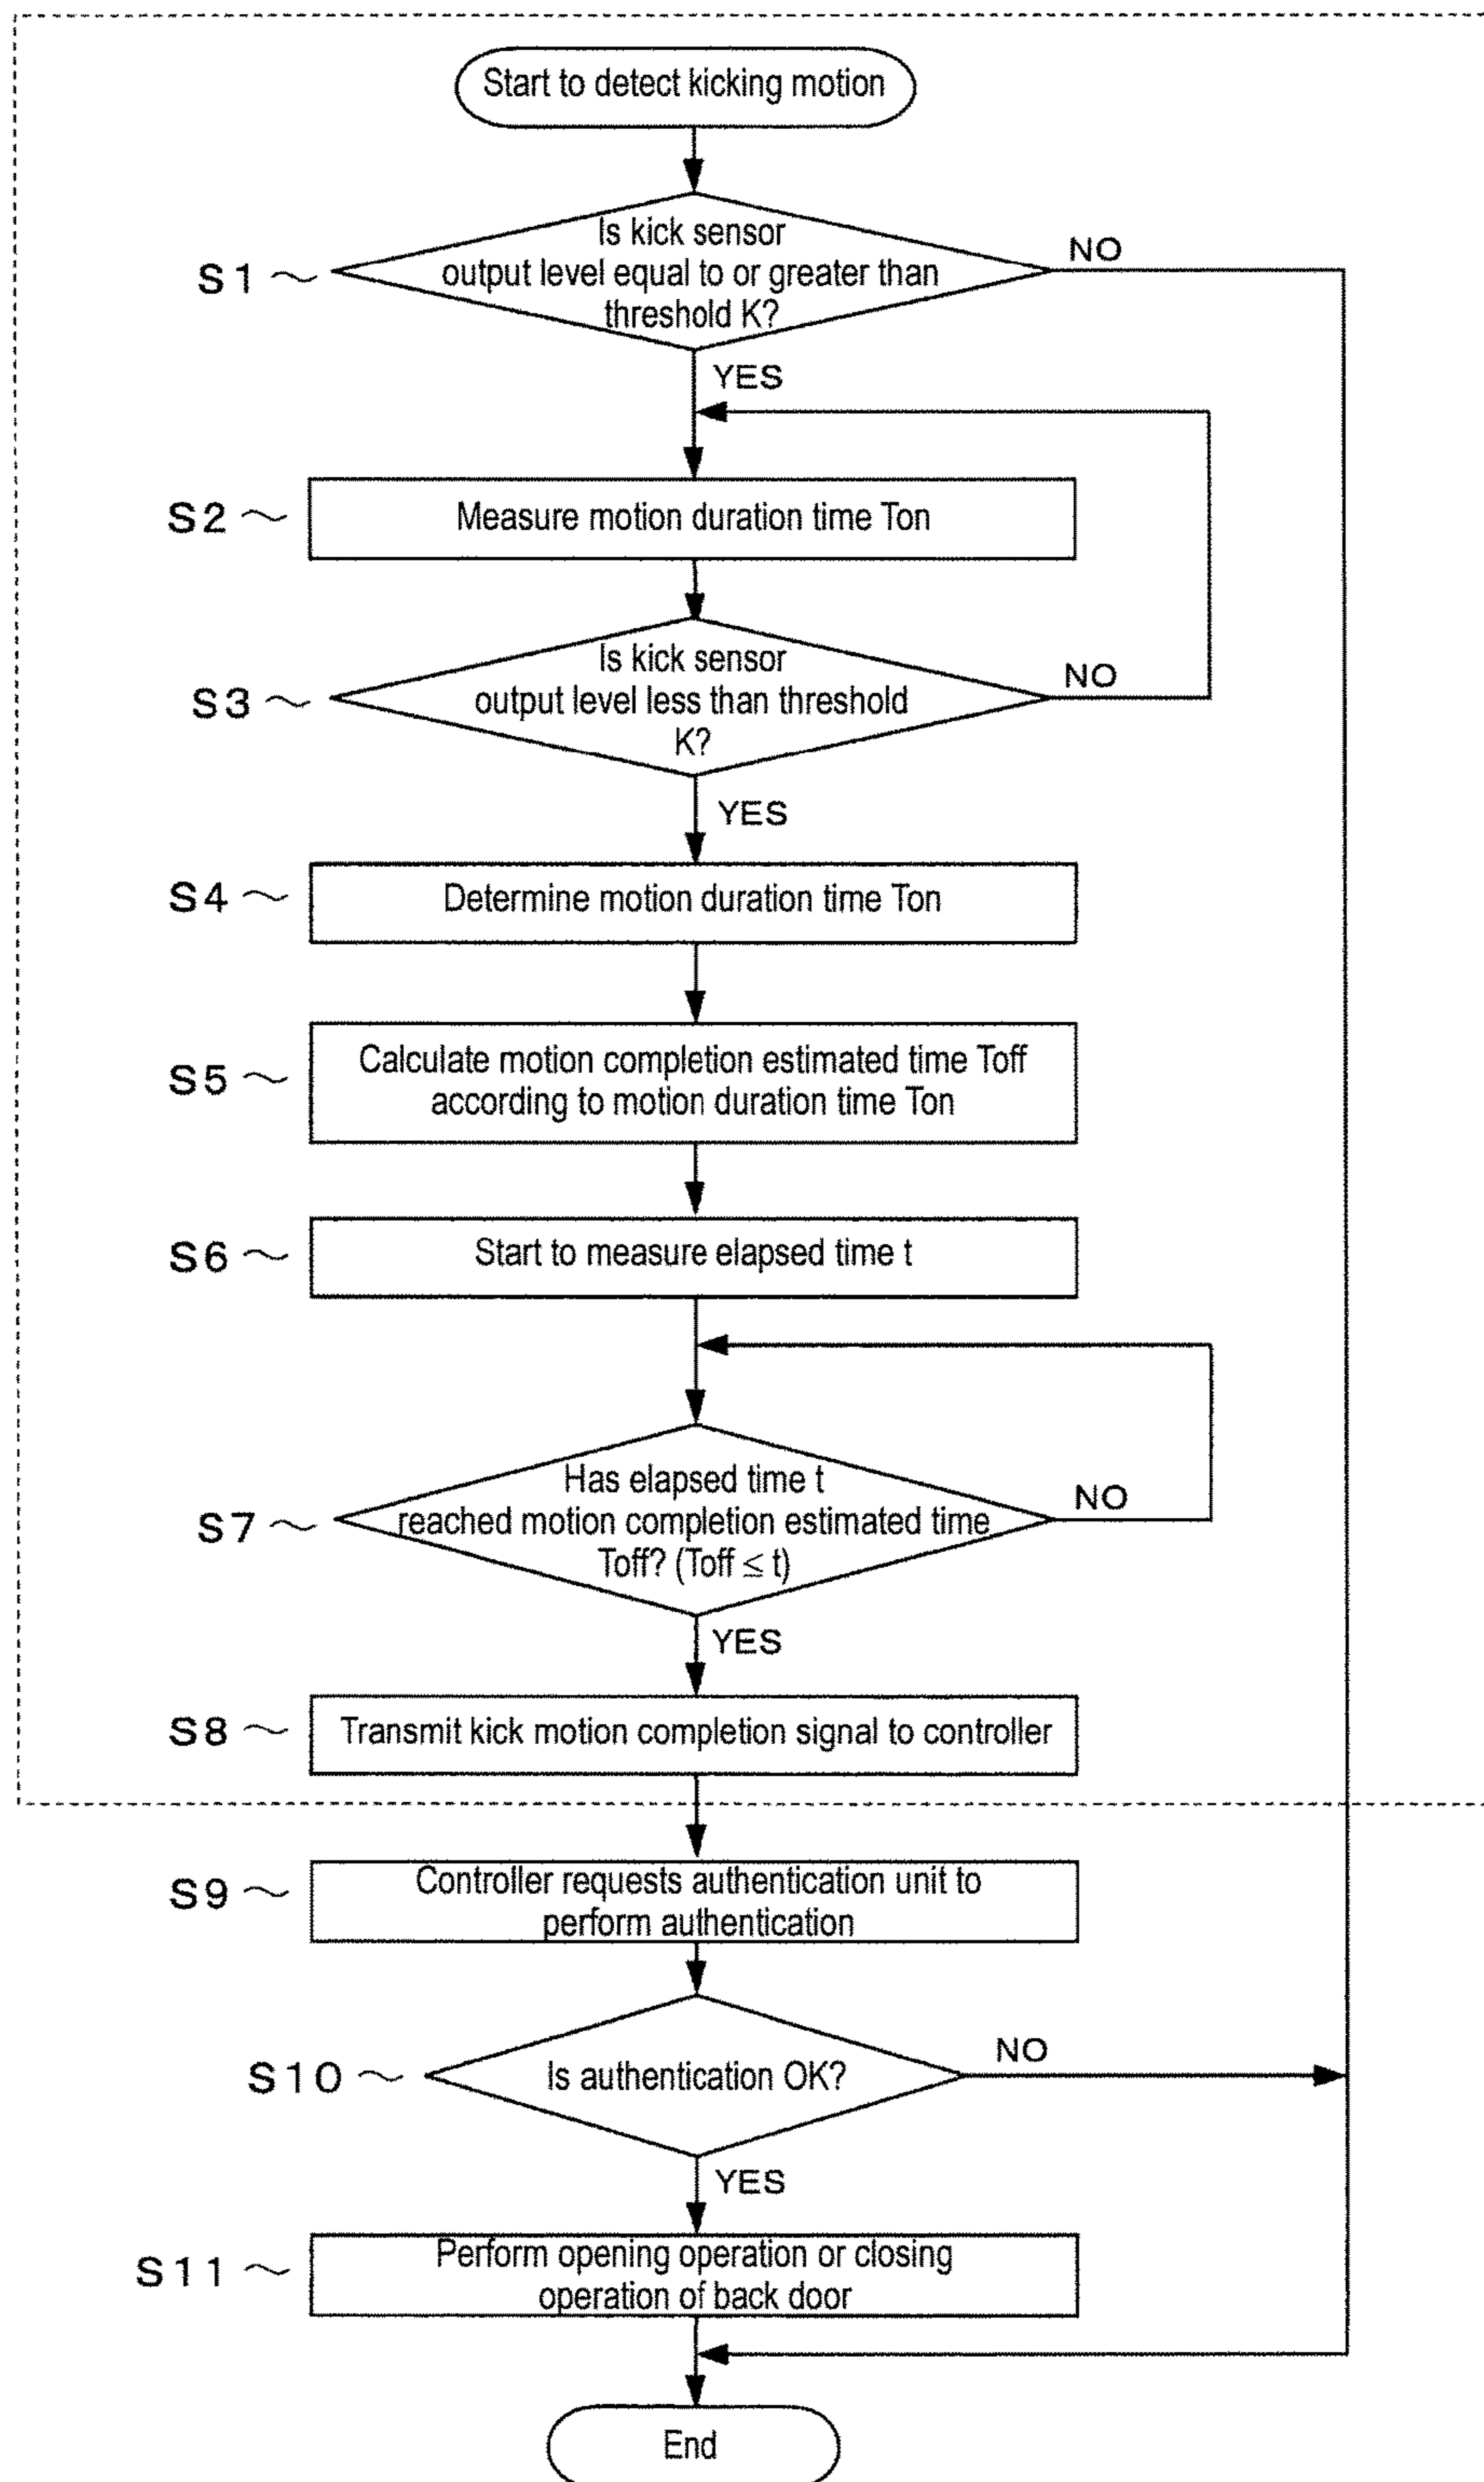 Start to detect kicking motion
Is kick sensor
output level equal to or greater than
threshold K?
S1
NO
YES
S2
Measure motion duration time Ton
Is kick sensor
output level less than threshold
K?
S3
NO
YES
S4
Determine motion duration time Ton
S5
Calculate motion completion estimated time Toff
according to motion duration time Ton
S6
Start to measure elapsed time t
Has elapsed time t
reached motion completion estimated time
Toff? (Toff ≦ t)
S7
NO
YES
S8
Transmit kick motion completion signal to controller
S9
Controller requests authentication unit to
perform authentication
S10
Is authentication OK?
NO
YES
S11
Perform opening operation or closing
operation of back door
End